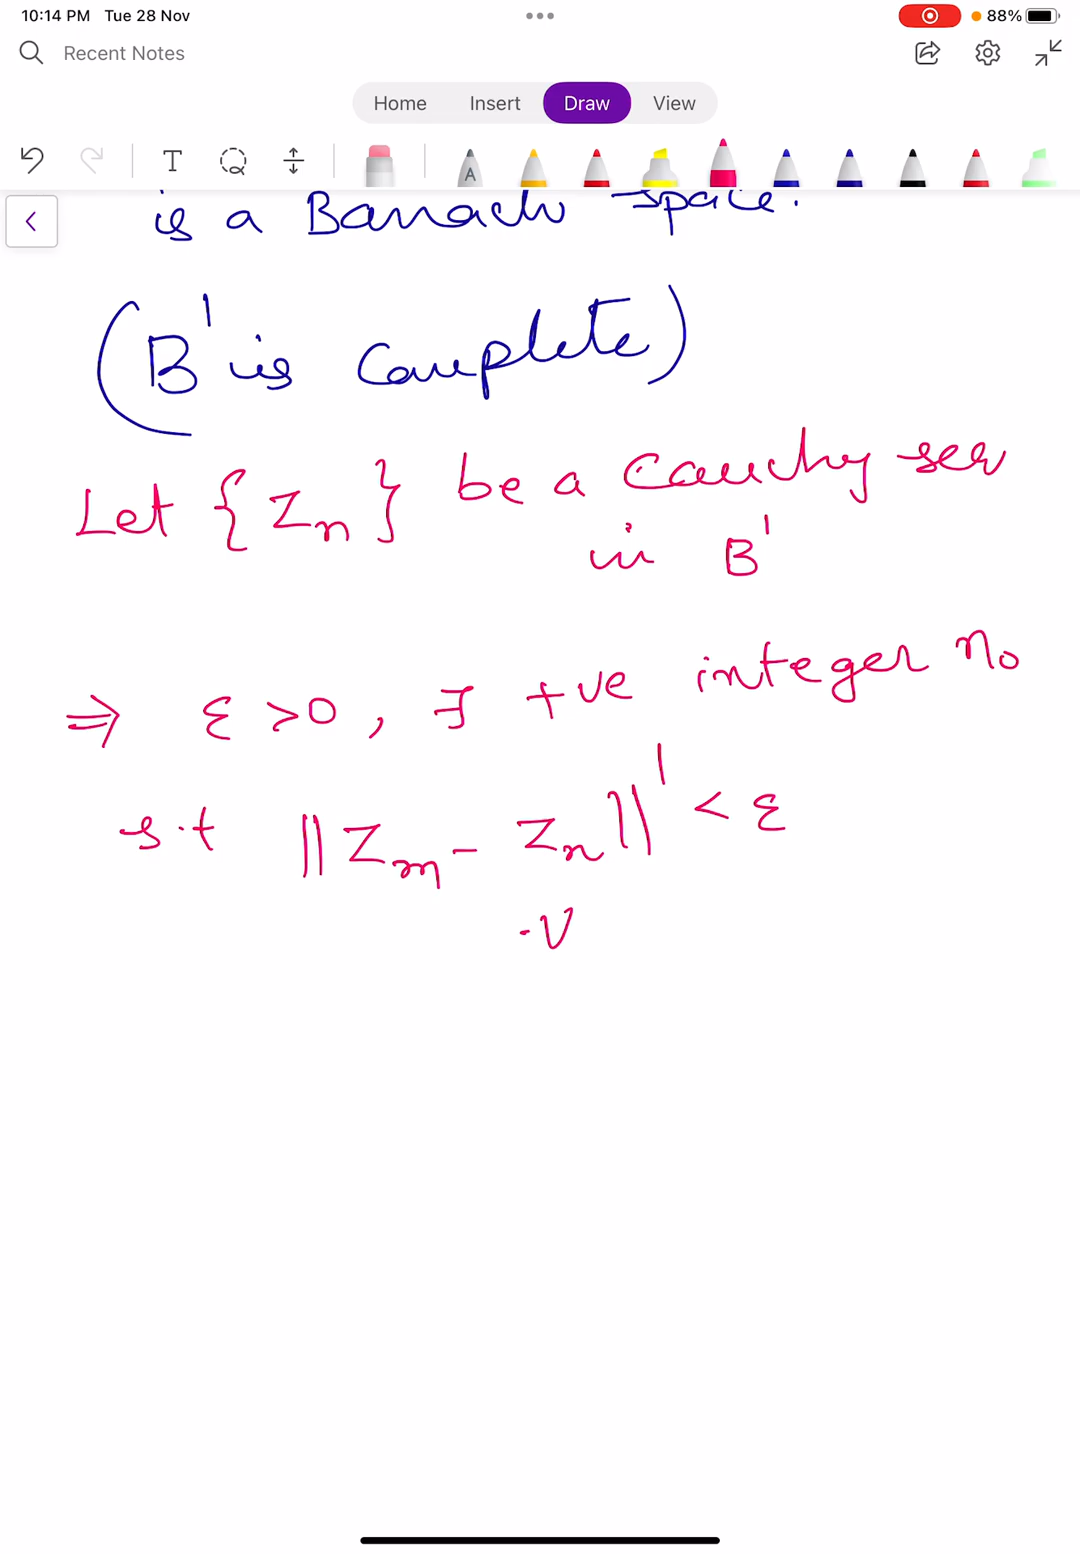 10:14 PM Tue 28 Nov
88%
Recent Notes
Home Insert Draw View
T
A
is a Banach space.
(B' is complete)
Let {Zn} be a Cauchy seq
in B'
⇒ ε >0, ∃ +ve integer n₀
s.t ||Zm - Zn||' < ε